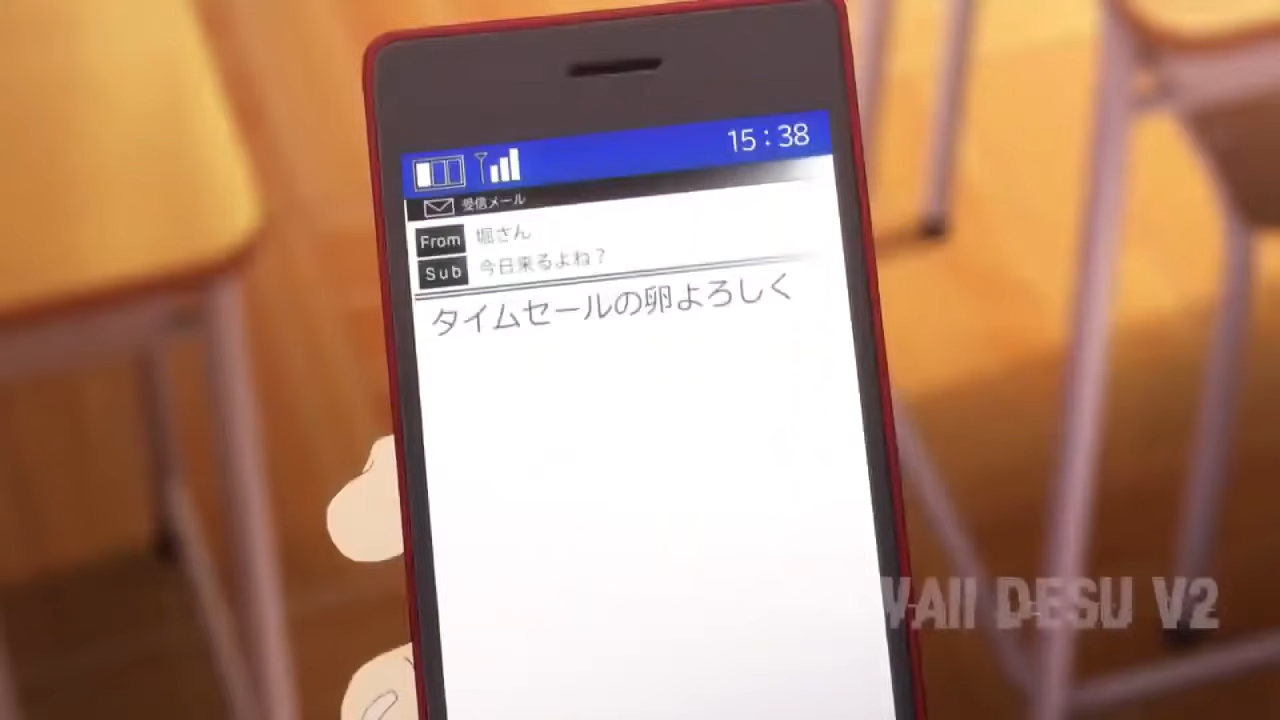 15:38
受信メール
From 堀さん
Sub 今日来るよね?
タイムセールの卵よろしく
VAII DESU V2